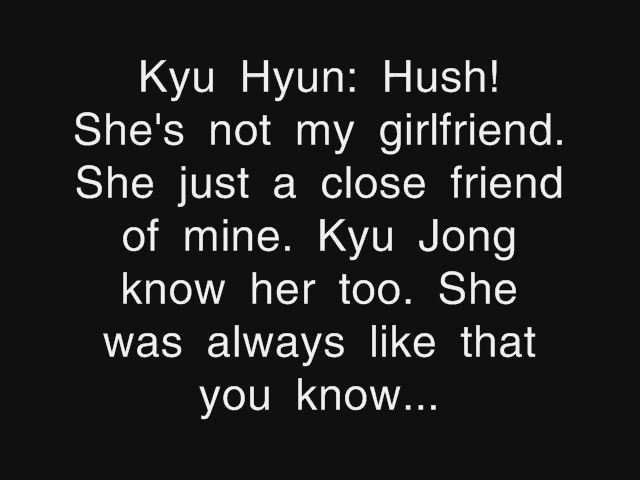 Kyu Hyun: Hush!
She's not my girlfriend.
She just a close friend
of mine. Kyu Jong
know her too. She
was always like that
you know...